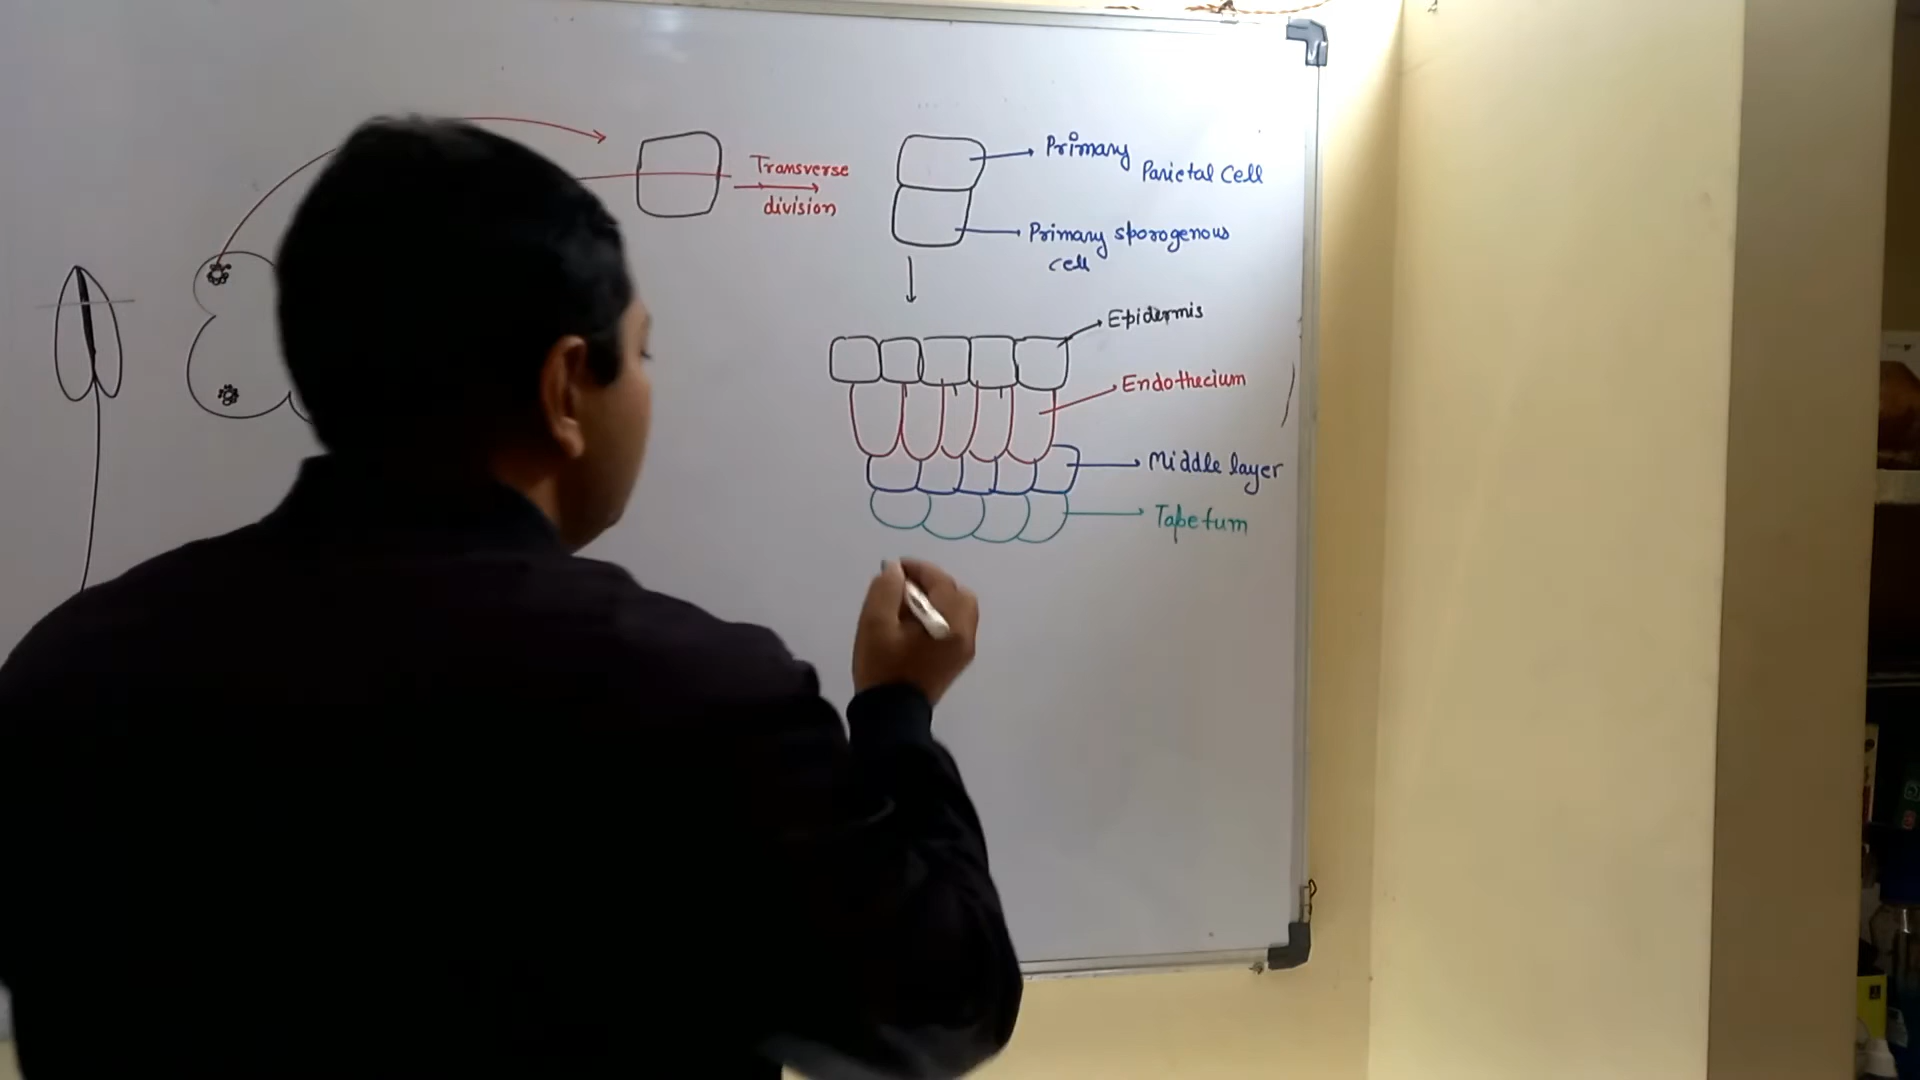 Transverse
division
Primary
Parietal Cell
Primary sporogenous
cell
Epidermis
Endothecium
Middle layer
Tapetum